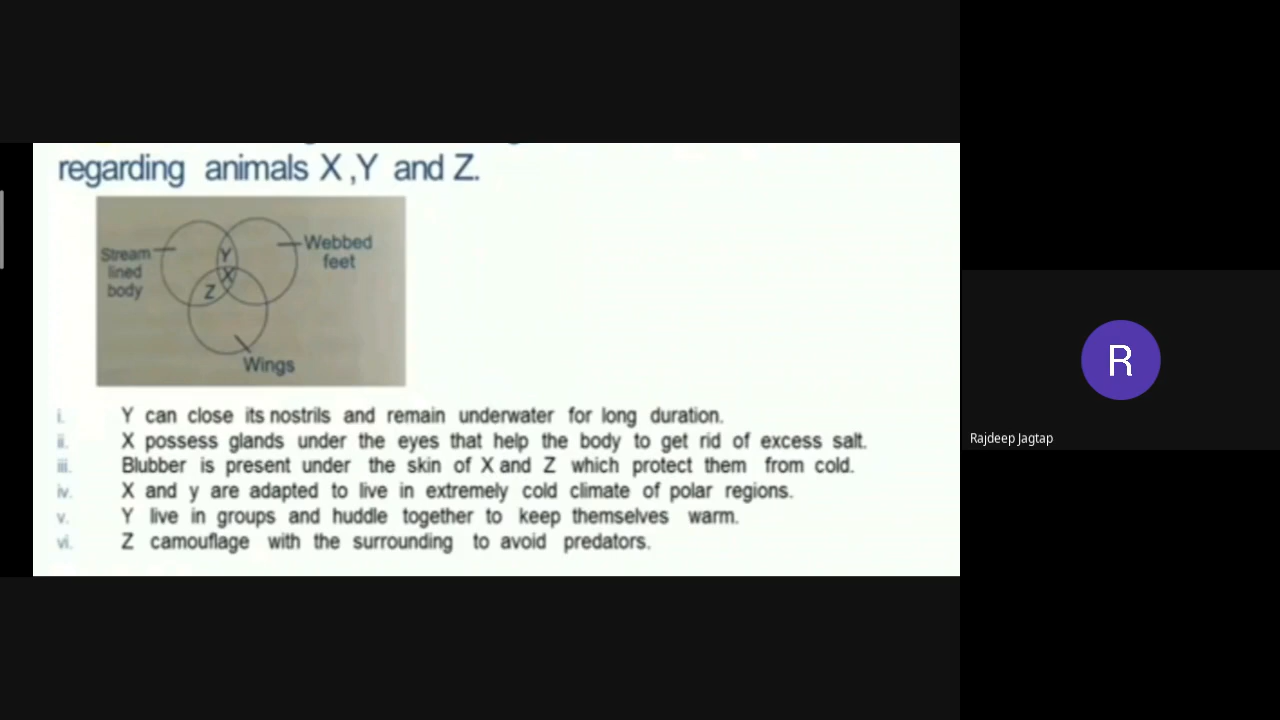 regarding animals X ,Y and Z.
Stream
lined
body
Y
X
Z
Webbed
feet
Wings
i. Y can close its nostrils and remain underwater for long duration.
ii. X possess glands under the eyes that help the body to get rid of excess salt.
iii. Blubber is present under the skin of X and Z which protect them from cold.
iv. X and y are adapted to live in extremely cold climate of polar regions.
v. Y live in groups and huddle together to keep themselves warm.
vi. Z camouflage with the surrounding to avoid predators.
R
Rajdeep Jagtap